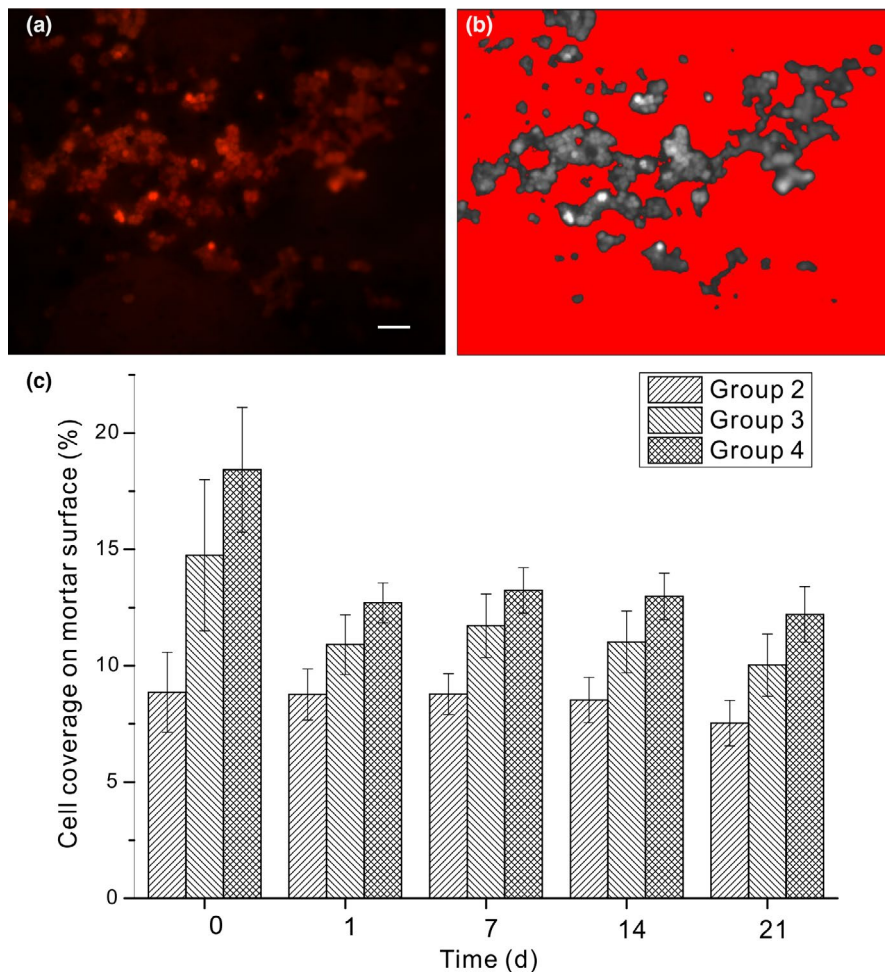 (a)
(b)
(c)
Group 2
Group 3
Group 4
Cell coverage on mortar surface (%)
20
15
10
5
0
0 1 7 14 21
Time (d)